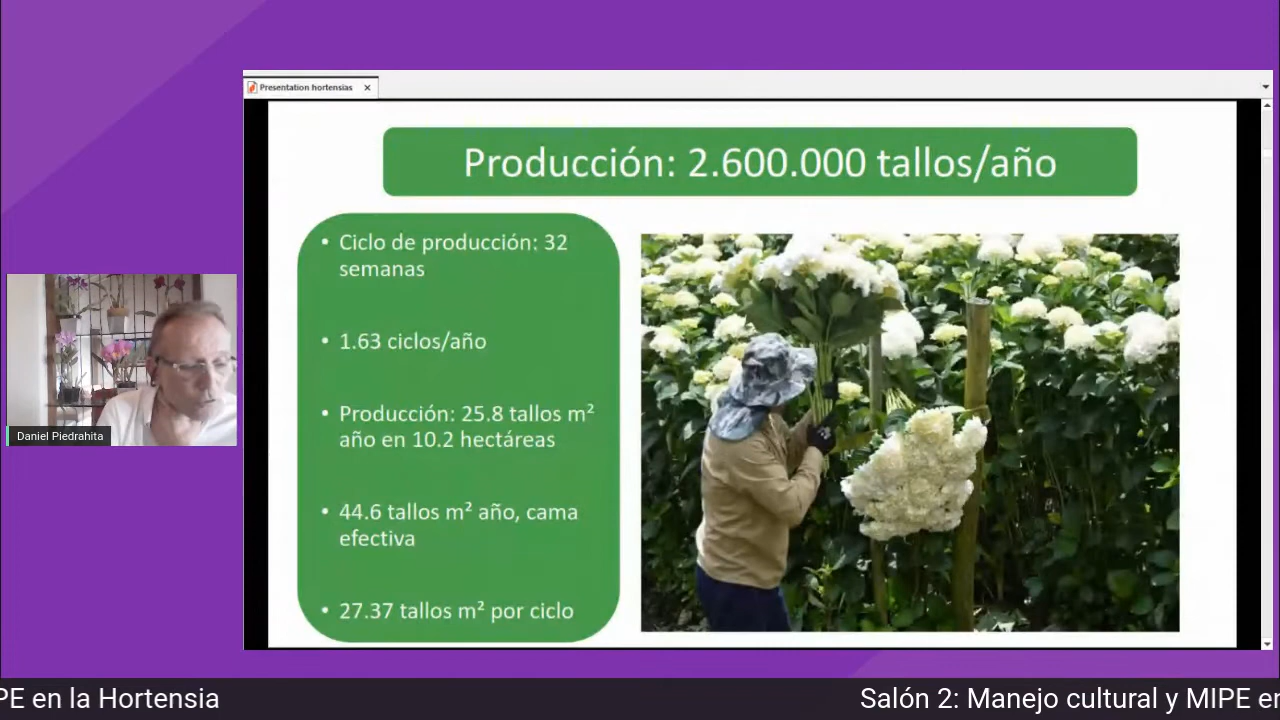 Presentation hortensias
Producción: 2.600.000 tallos/año
• Ciclo de producción: 32
semanas
• 1.63 ciclos/año
• Producción: 25.8 tallos m²
año en 10.2 hectáreas
• 44.6 tallos m² año, cama
efectiva
• 27.37 tallos m² por ciclo
Daniel Piedrahita
PE en la Hortensia
Salón 2: Manejo cultural y MIPE en